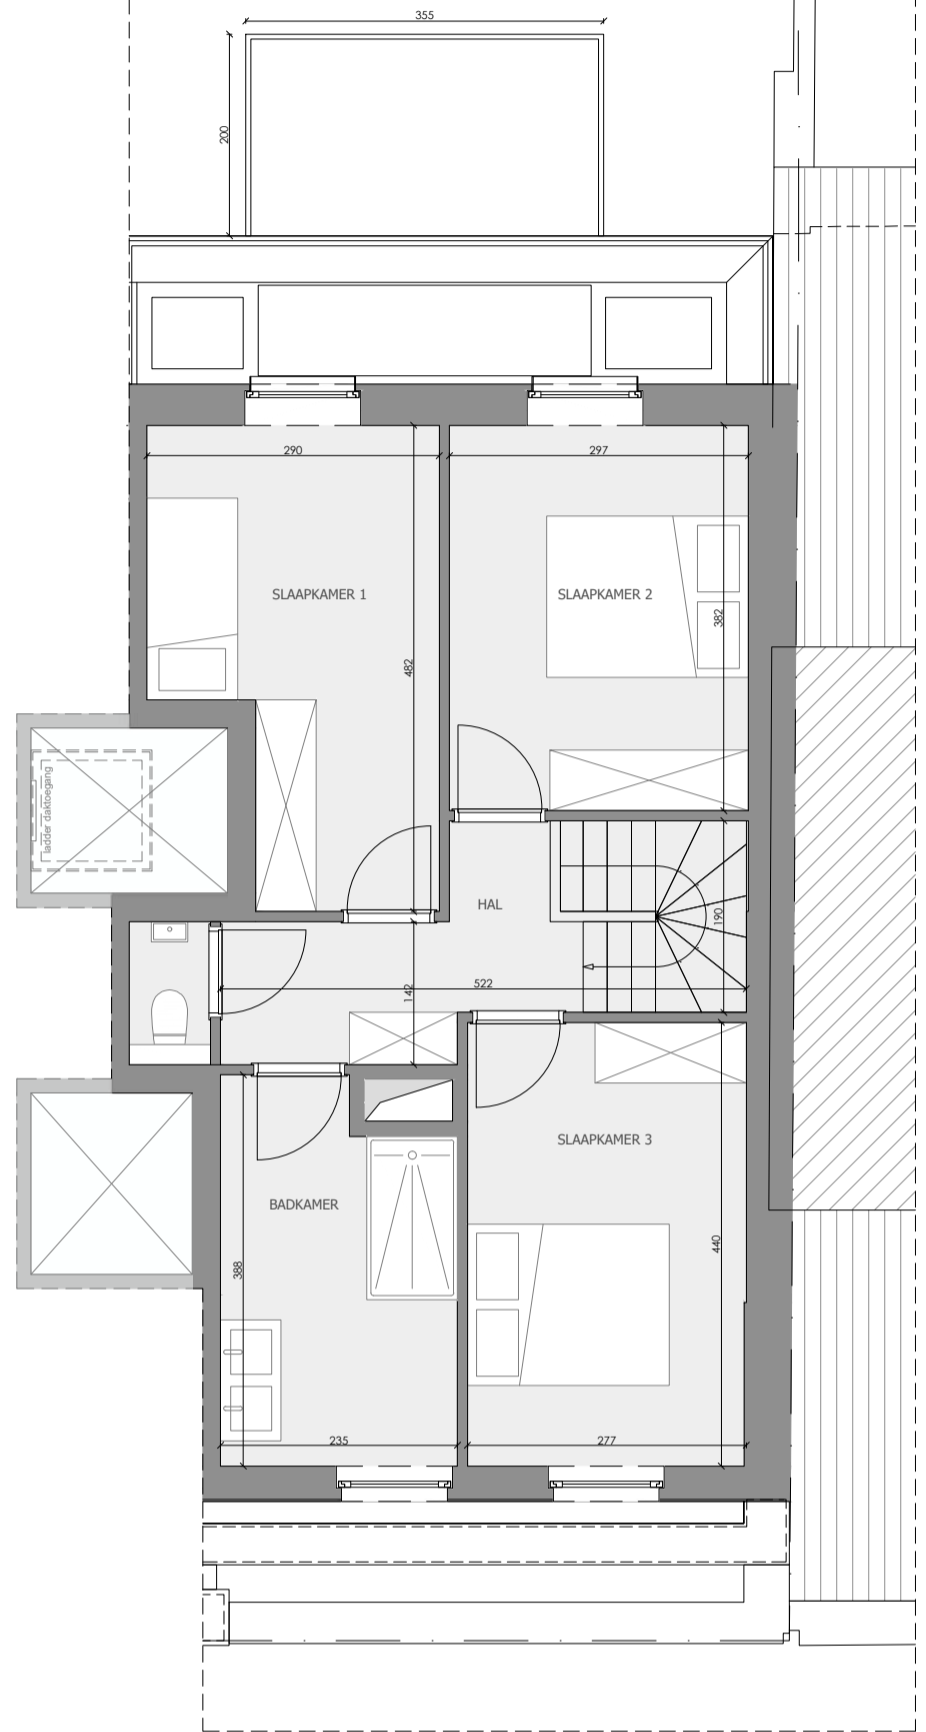 355
200
290
297
SLAAPKAMER 1
SLAAPKAMER 2
382
482
ladder daktoegang
HAL
190
522
142
SLAAPKAMER 3
BADKAMER
440
388
235
277